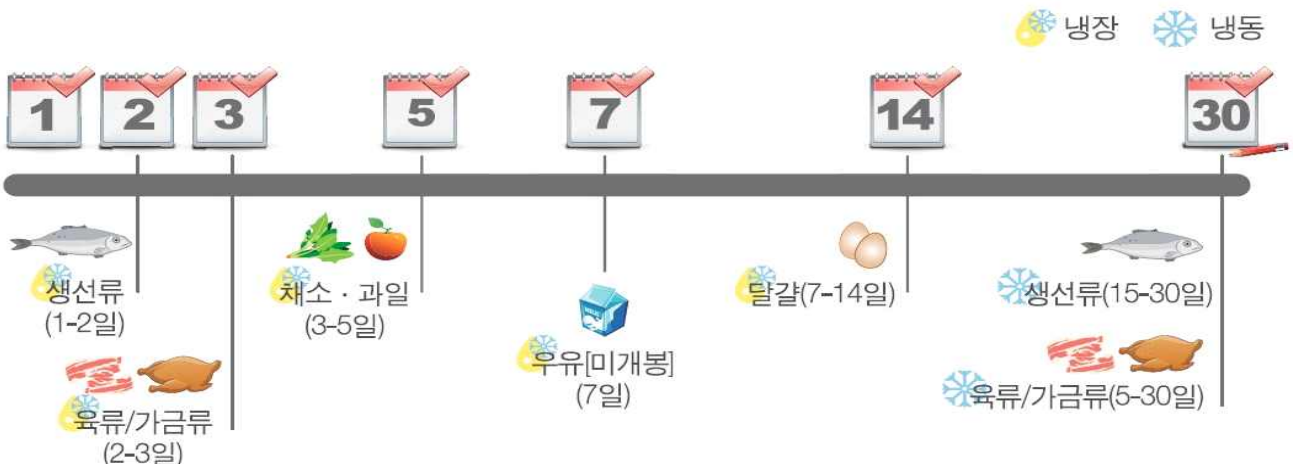 냉장 냉동
1 2 3 5 7 14 30
생선류
(1-2일)
육류/가금류
(2-3일)
채소 · 과일
(3-5일)
우유[미개봉]
(7일)
달걀(7-14일)
생선류(15-30일)
육류/가금류(5-30일)